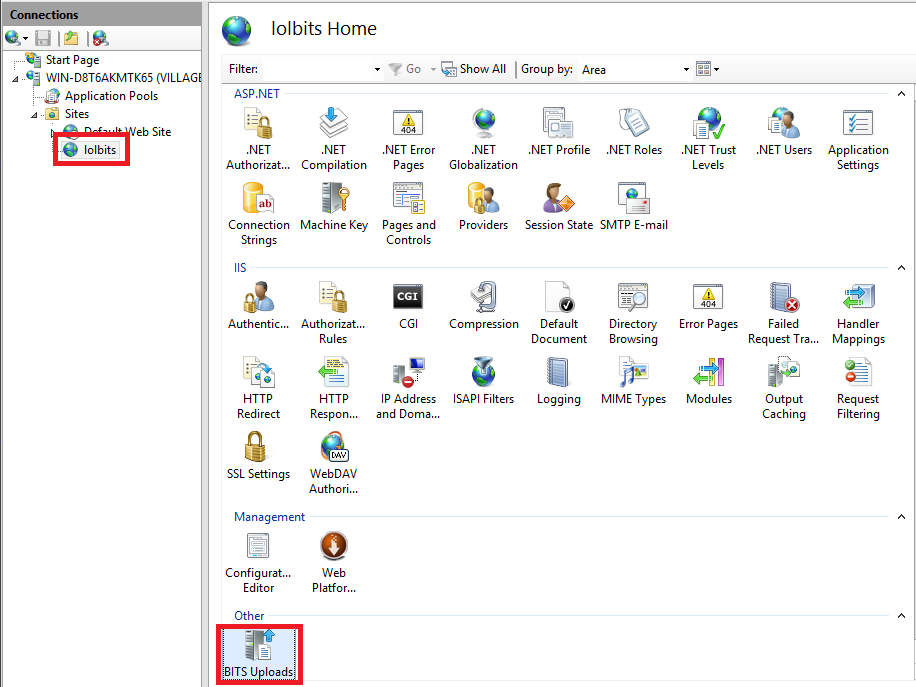 Connections
Start Page
WIN-D8T6AKMTK65 (VILLAGE
Application Pools
Sites
Default Web Site
lolbits
lolbits Home
Filter:
Go
Show All
Group by:
Area
ASP.NET
.NET Authorizat...
.NET Compilation
.NET Error Pages
.NET Globalization
.NET Profile
.NET Roles
.NET Trust Levels
.NET Users
Application Settings
Connection Strings
Machine Key
Pages and Controls
Providers
Session State
SMTP E-mail
IIS
Authentic...
Authorizat... Rules
CGI
Compression
Default Document
Directory Browsing
Error Pages
Failed Request Tra...
Handler Mappings
HTTP Redirect
HTTP Respon...
IP Address and Doma...
ISAPI Filters
Logging
MIME Types
Modules
Output Caching
Request Filtering
SSL Settings
WebDAV Authori...
Management
Configurat... Editor
Web Platfor...
Other
BITS Uploads